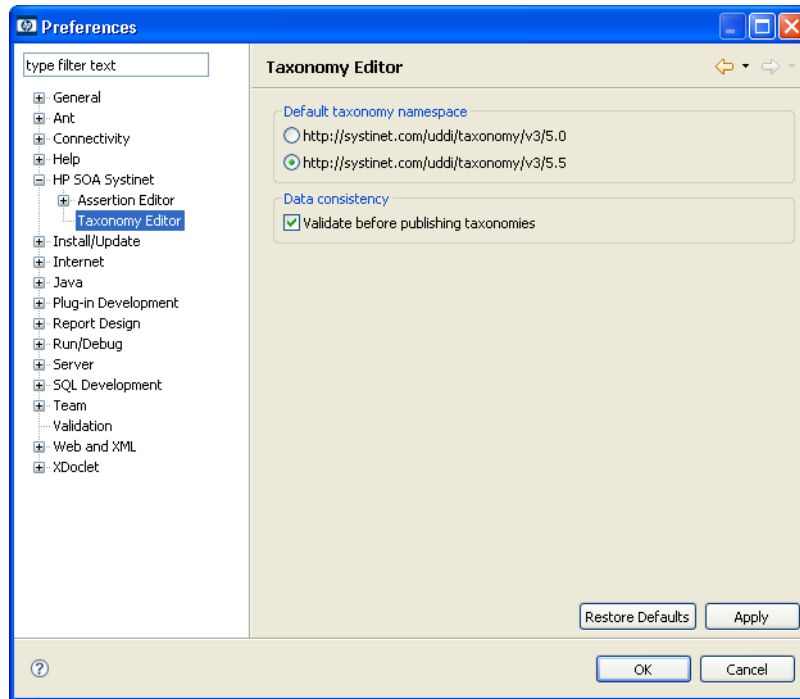 Preferences
type filter text
General
Ant
Connectivity
Help
HP SOA Systinet
Assertion Editor
Taxonomy Editor
Install/Update
Internet
Java
Plug-in Development
Report Design
Run/Debug
Server
SQL Development
Team
Validation
Web and XML
XDoclet
Taxonomy Editor
Default taxonomy namespace
http://systinet.com/uddi/taxonomy/v3/5.0
http://systinet.com/uddi/taxonomy/v3/5.5
Data consistency
Validate before publishing taxonomies
Restore Defaults
Apply
OK
Cancel